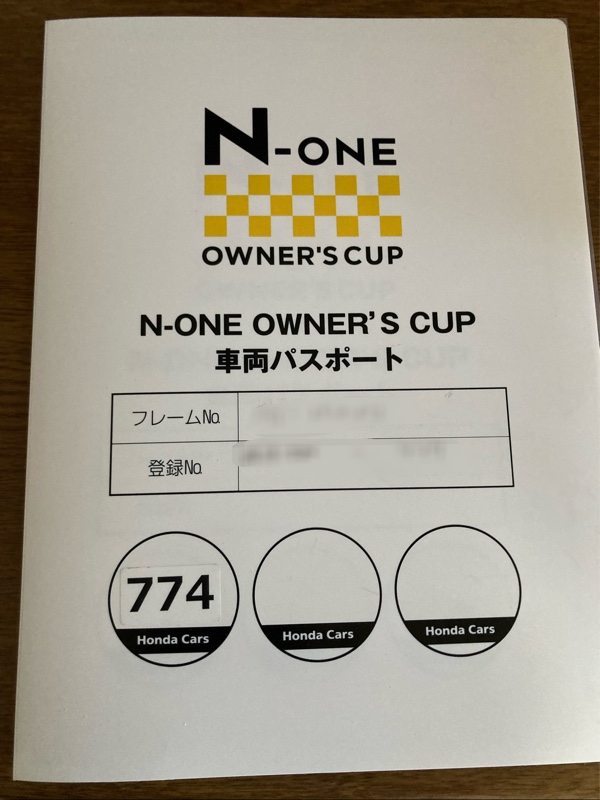 N-ONE
OWNER'S CUP
N-ONE OWNER'S CUP
車両パスポート
フレームNo.
登録No.
774
Honda Cars
Honda Cars
Honda Cars